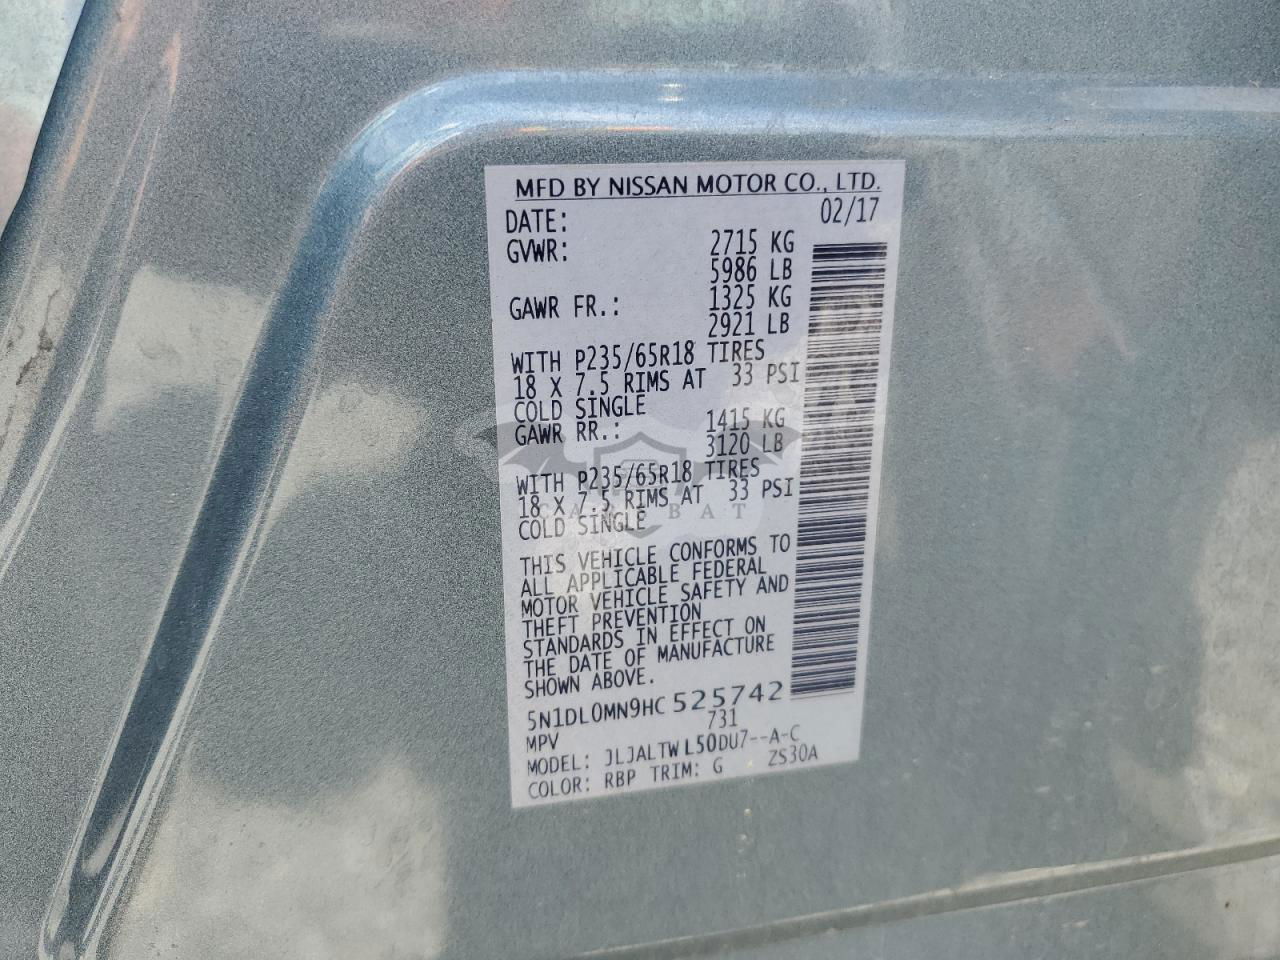 MFD BY NISSAN MOTOR CO., LTD.
DATE: 02/17
GVWR: 2715 KG
5986 LB
GAWR FR.: 1325 KG
2921 LB
WITH P235/65R18 TIRES
18 X 7.5 RIMS AT 33 PSI
COLD SINGLE
GAWR RR.: 1415 KG
3120 LB
WITH P235/65R18 TIRES
18 X 7.5 RIMS AT 33 PSI
COLD SINGLE
THIS VEHICLE CONFORMS TO
ALL APPLICABLE FEDERAL
MOTOR VEHICLE SAFETY AND
THEFT PREVENTION
STANDARDS IN EFFECT ON
THE DATE OF MANUFACTURE
SHOWN ABOVE.
5N1DL0MN9HC 525742
MPV 731
MODEL: JLJALTW L50DU7--A-C
COLOR: RBP TRIM: G ZS30A